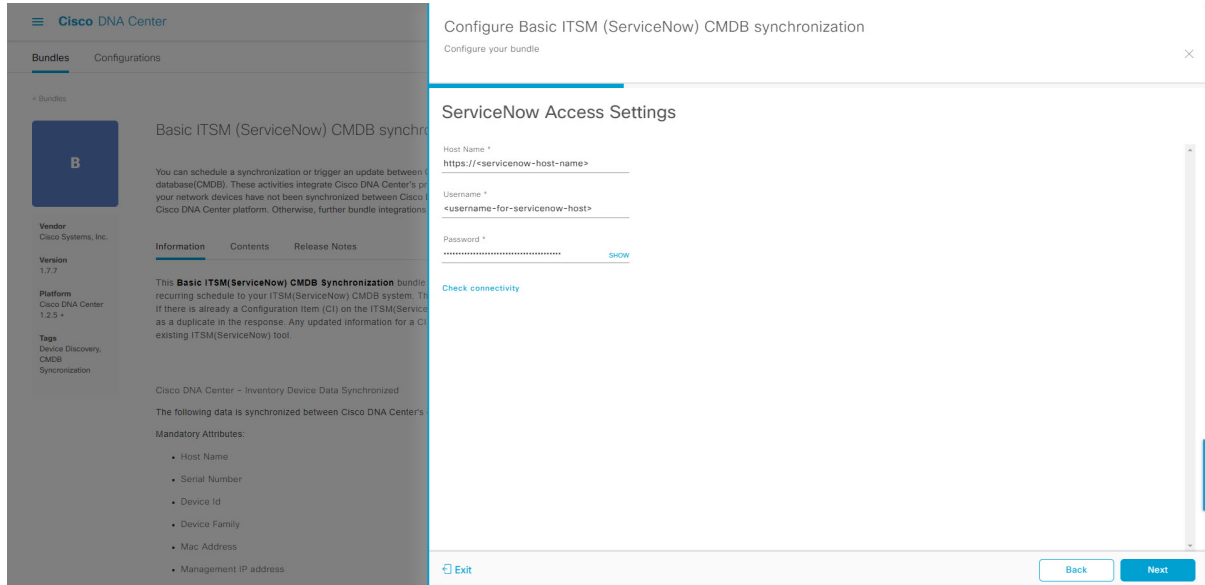 Cisco DNA Center
Bundles Configurations
< Bundles
B
Vendor
Cisco Systems, Inc.
Version
1.7.7
Platform
Cisco DNA Center
1.2.5 +
Tags
Device Discovery,
CMDB
Syncronization
Basic ITSM (ServiceNow) CMDB synchro
You can schedule a synchronization or trigger an update between
database(CMDB). These activities integrate Cisco DNA Center's pr
your network devices have not been synchronized between Cisco
Cisco DNA Center platform. Otherwise, further bundle integrations
Information Contents Release Notes
This Basic ITSM(ServiceNow) CMDB Synchronization bundle
recurring schedule to your ITSM(ServiceNow) CMDB system. Th
If there is already a Configuration Item (CI) on the ITSM(Service
as a duplicate in the response. Any updated information for a CI
existing ITSM(ServiceNow) tool.
Cisco DNA Center – Inventory Device Data Synchronized
The following data is synchronized between Cisco DNA Center's
Mandatory Attributes:
• Host Name
• Serial Number
• Device Id
• Device Family
• Mac Address
• Management IP address
Configure Basic ITSM (ServiceNow) CMDB synchronization
Configure your bundle
ServiceNow Access Settings
Host Name *
https://<servicenow-host-name>
Username *
<username-for-servicenow-host>
Password *
SHOW
Check connectivity
Exit
Back Next